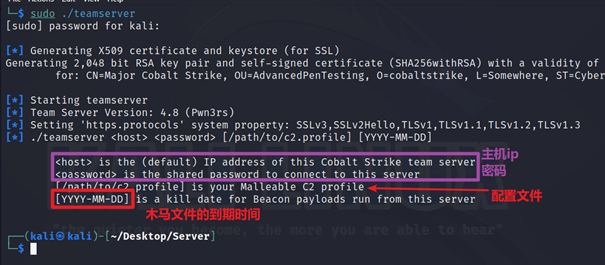 └─$ sudo ./teamserver
[sudo] password for kali:
[*] Generating X509 certificate and keystore (for SSL)
Generating 2,048 bit RSA key pair and self-signed certificate (SHA256withRSA) with a validity of
for: CN=Major Cobalt Strike, OU=AdvancedPenTesting, O=cobaltstrike, L=Somewhere, ST=Cyber
[*] Starting teamserver
[*] Team Server Version: 4.8 (Pwn3rs)
[*] Setting 'https.protocols' system property: SSLv3,SSLv2Hello,TLSv1,TLSv1.1,TLSv1.2,TLSv1.3
[*] ./teamserver <host> <password> [/path/to/c2.profile] [YYYY-MM-DD]
<host> is the (default) IP address of this Cobalt Strike team server 主机ip
<password> is the shared password to connect to this server 密码
[/path/to/c2.profile] is your Malleable C2 profile 配置文件
[YYYY-MM-DD] is a kill date for Beacon payloads run from this server
木马文件的到期时间
┌──(kali㉿kali)-[~/Desktop/Server]
└─$